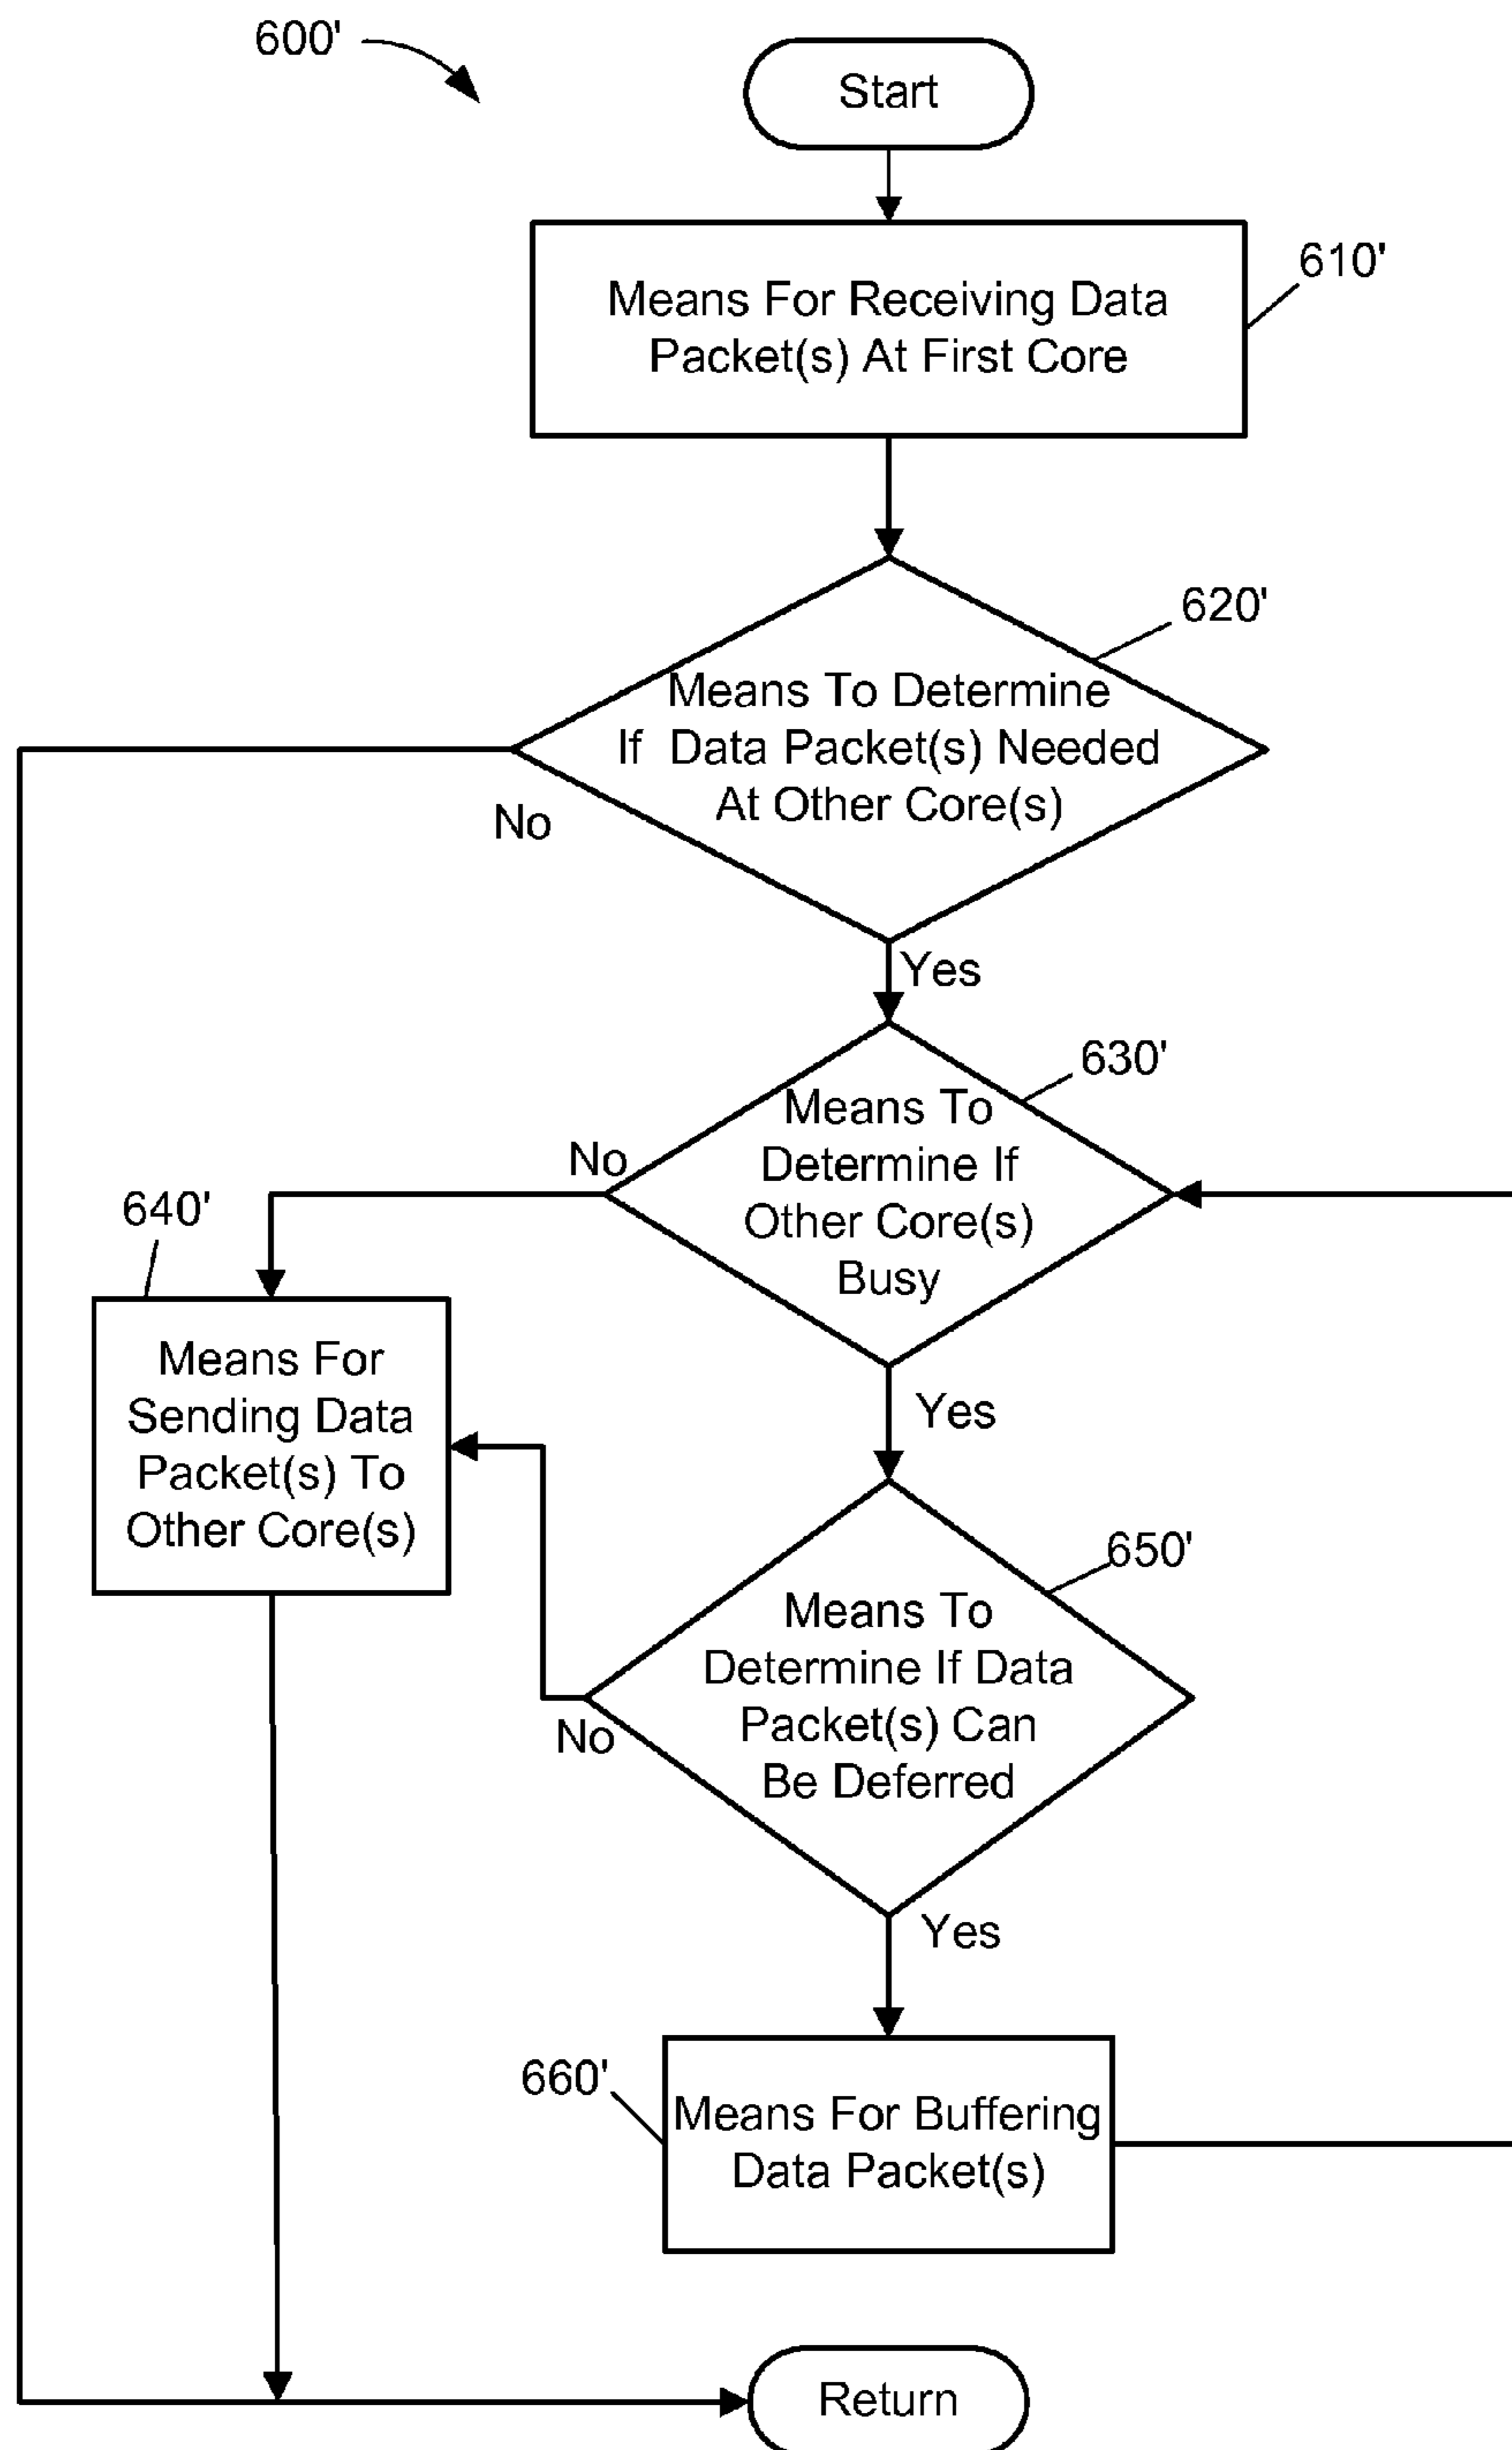 600'
Start
610'
Means For Receiving Data
Packet(s) At First Core
620'
Means To Determine
If Data Packet(s) Needed
At Other Core(s)
No
Yes
630'
Means To
Determine If
Other Core(s)
Busy
No
640'
Means For
Sending Data
Packet(s) To
Other Core(s)
Yes
650'
Means To
Determine If Data
Packet(s) Can
Be Deferred
No
Yes
660'
Means For Buffering
Data Packet(s)
Return